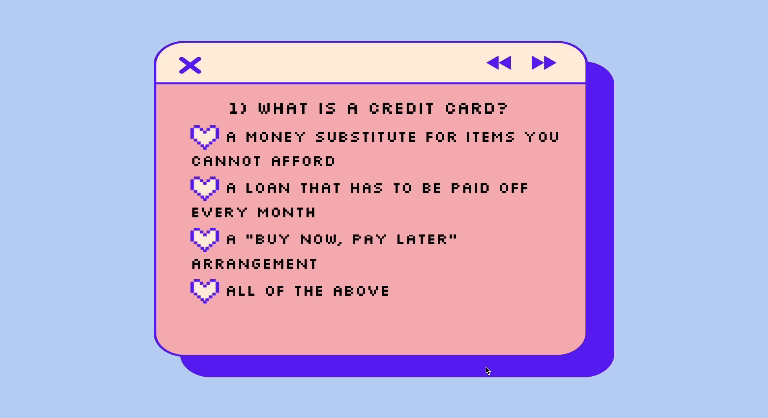 1) WHAT IS A CREDIT CARD?
A MONEY SUBSTITUTE FOR ITEMS YOU
CANNOT AFFORD
A LOAN THAT HAS TO BE PAID OFF
EVERY MONTH
A "BUY NOW, PAY LATER"
ARRANGEMENT
ALL OF THE ABOVE